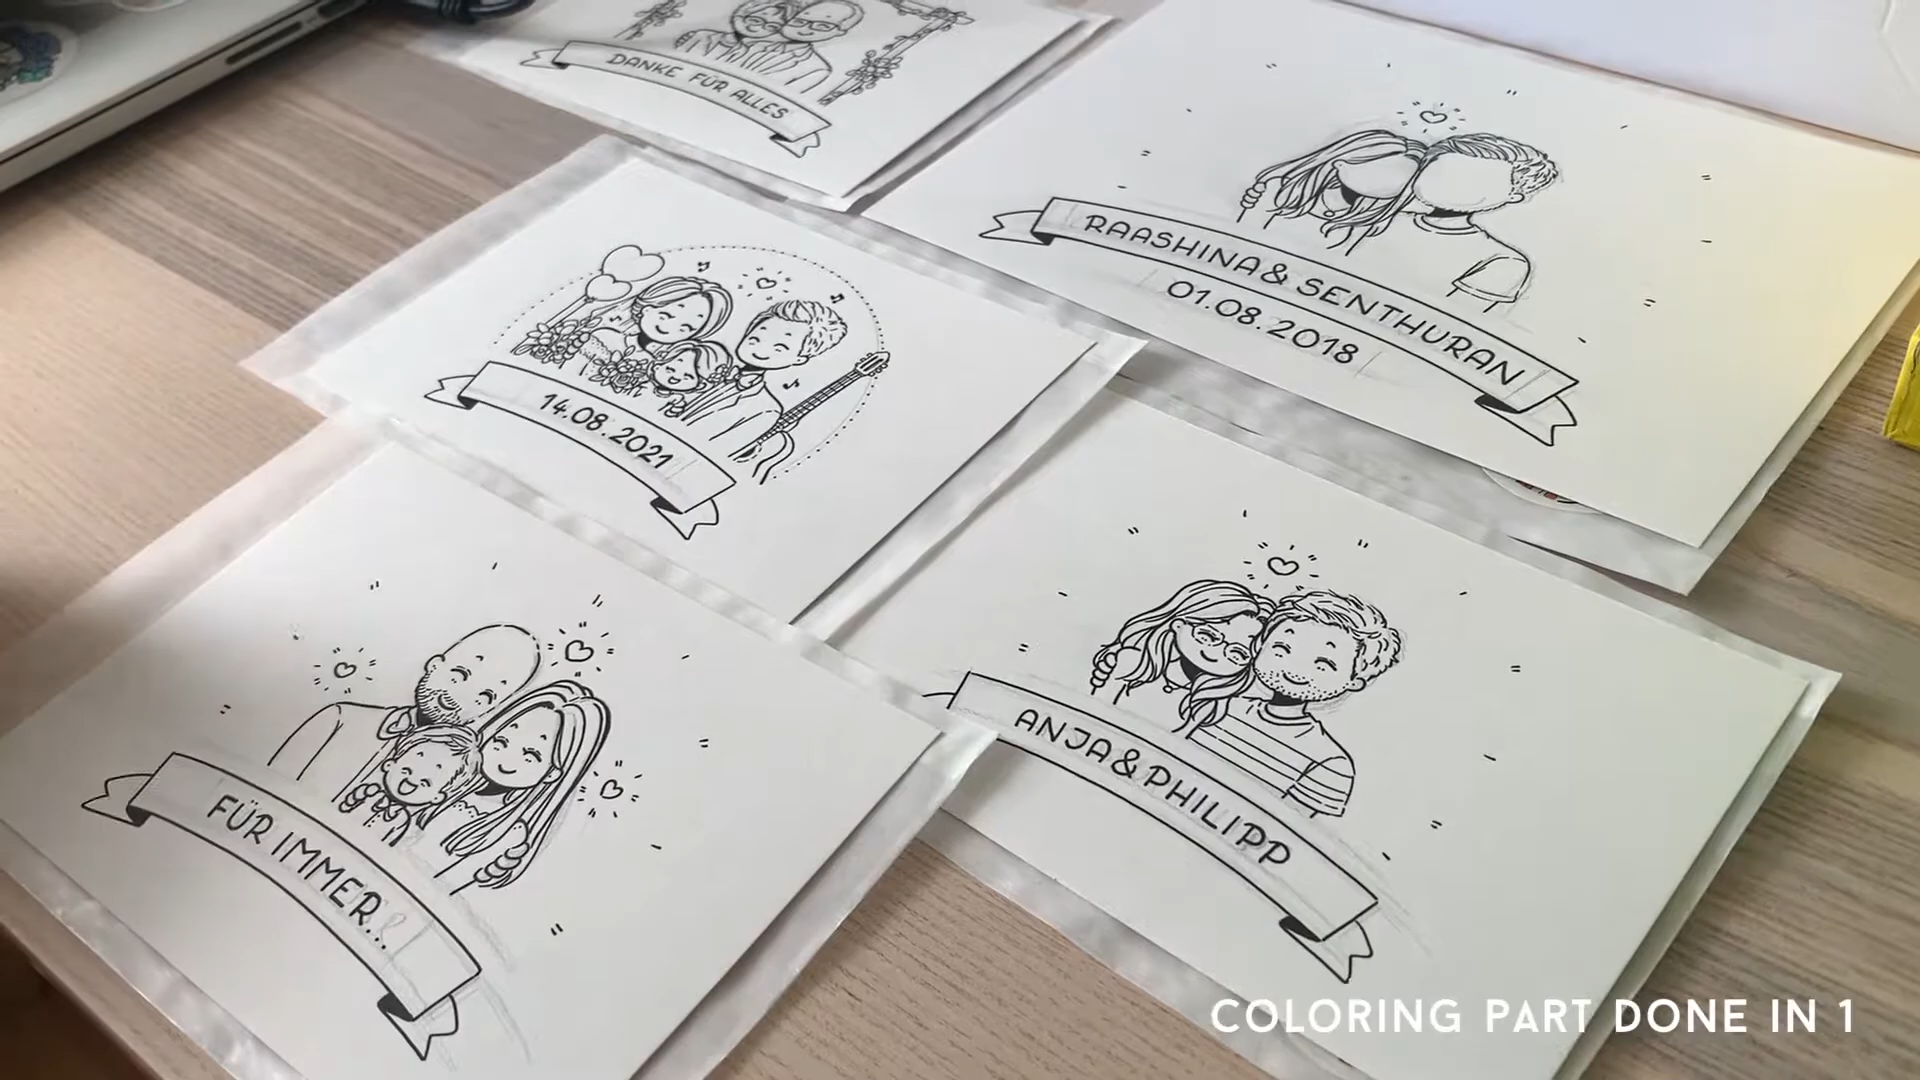 DANKE FÜR ALLES
RAASHINA & SENTHURAN
01.08.2018
14.08.2021
ANJA & PHILIPP
FÜR IMMER...
COLORING PART DONE IN 1